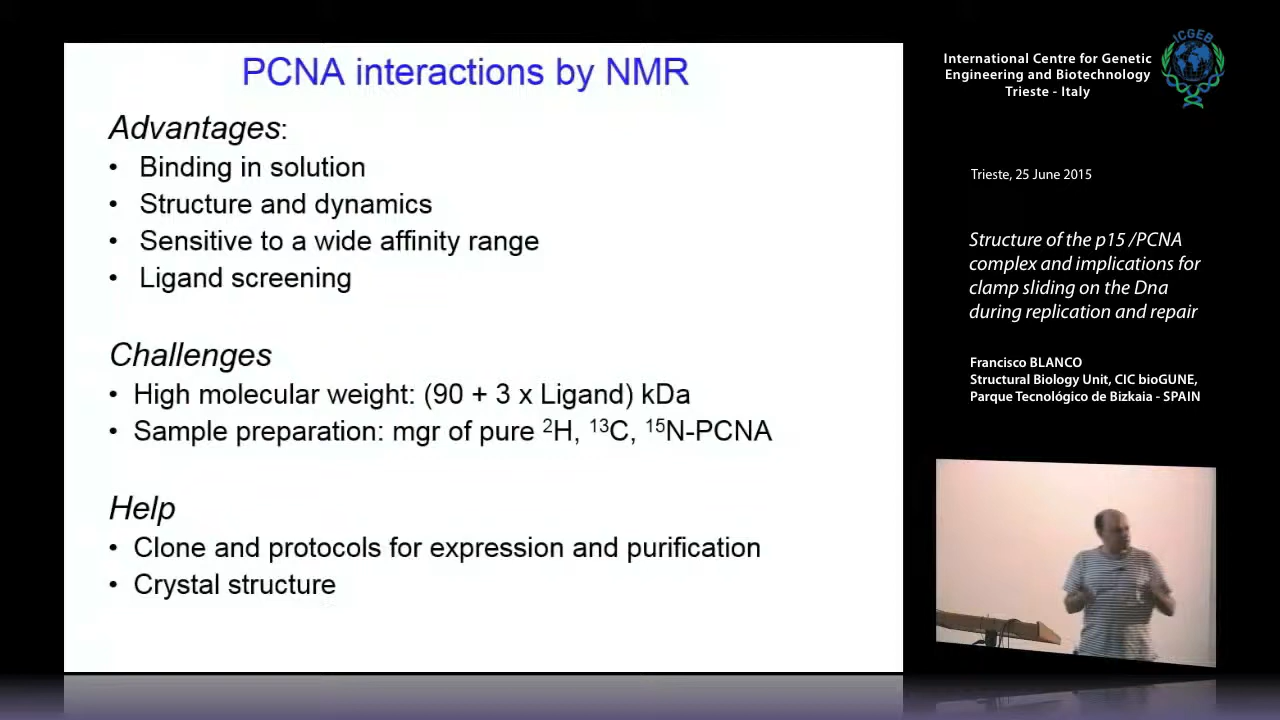 PCNA interactions by NMR
Advantages:
• Binding in solution
• Structure and dynamics
• Sensitive to a wide affinity range
• Ligand screening
Challenges
• High molecular weight: (90 + 3 x Ligand) kDa
• Sample preparation: mgr of pure ²H, ¹³C, ¹⁵N-PCNA
Help
• Clone and protocols for expression and purification
• Crystal structure
International Centre for Genetic
Engineering and Biotechnology
Trieste - Italy
ICGEB
Trieste, 25 June 2015
Structure of the p15 /PCNA
complex and implications for
clamp sliding on the Dna
during replication and repair
Francisco BLANCO
Structural Biology Unit, CIC bioGUNE,
Parque Tecnológico de Bizkaia - SPAIN